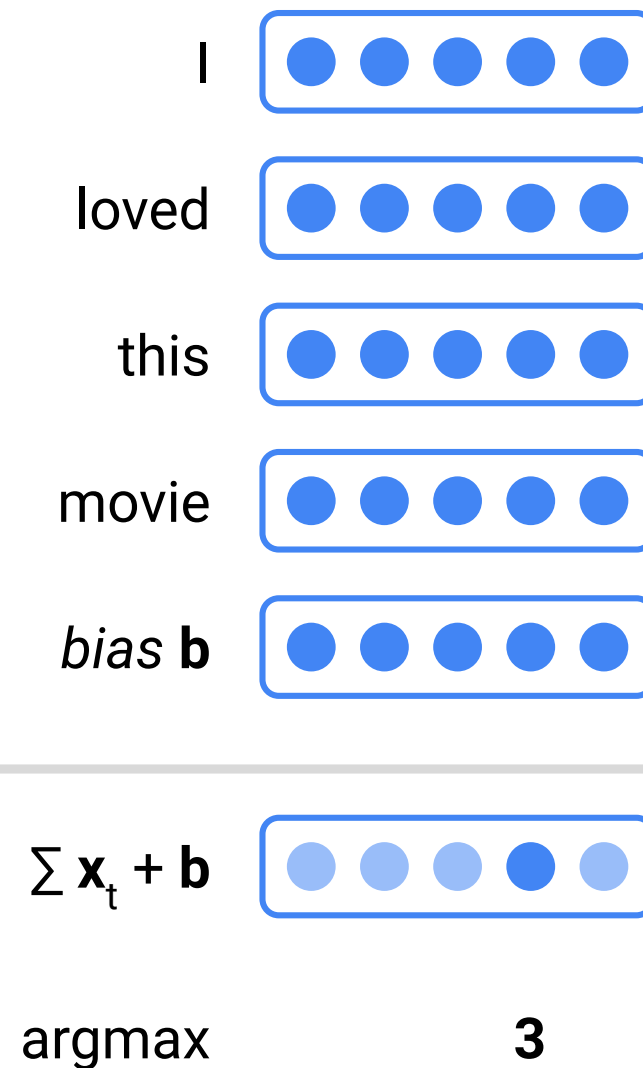 I
loved
this
movie
bias b
∑ xₜ + b
argmax 3